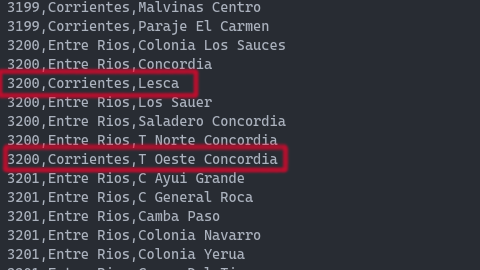 3199,Corrientes,Malvinas Centro
3199,Corrientes,Paraje El Carmen
3200,Entre Rios,Colonia Los Sauces
3200,Entre Rios,Concordia
3200,Corrientes,Lesca
3200,Entre Rios,Los Sauer
3200,Entre Rios,Saladero Concordia
3200,Entre Rios,T Norte Concordia
3200,Corrientes,T Oeste Concordia
3201,Entre Rios,C Ayui Grande
3201,Entre Rios,C General Roca
3201,Entre Rios,Camba Paso
3201,Entre Rios,Colonia Navarro
3201,Entre Rios,Colonia Yerua